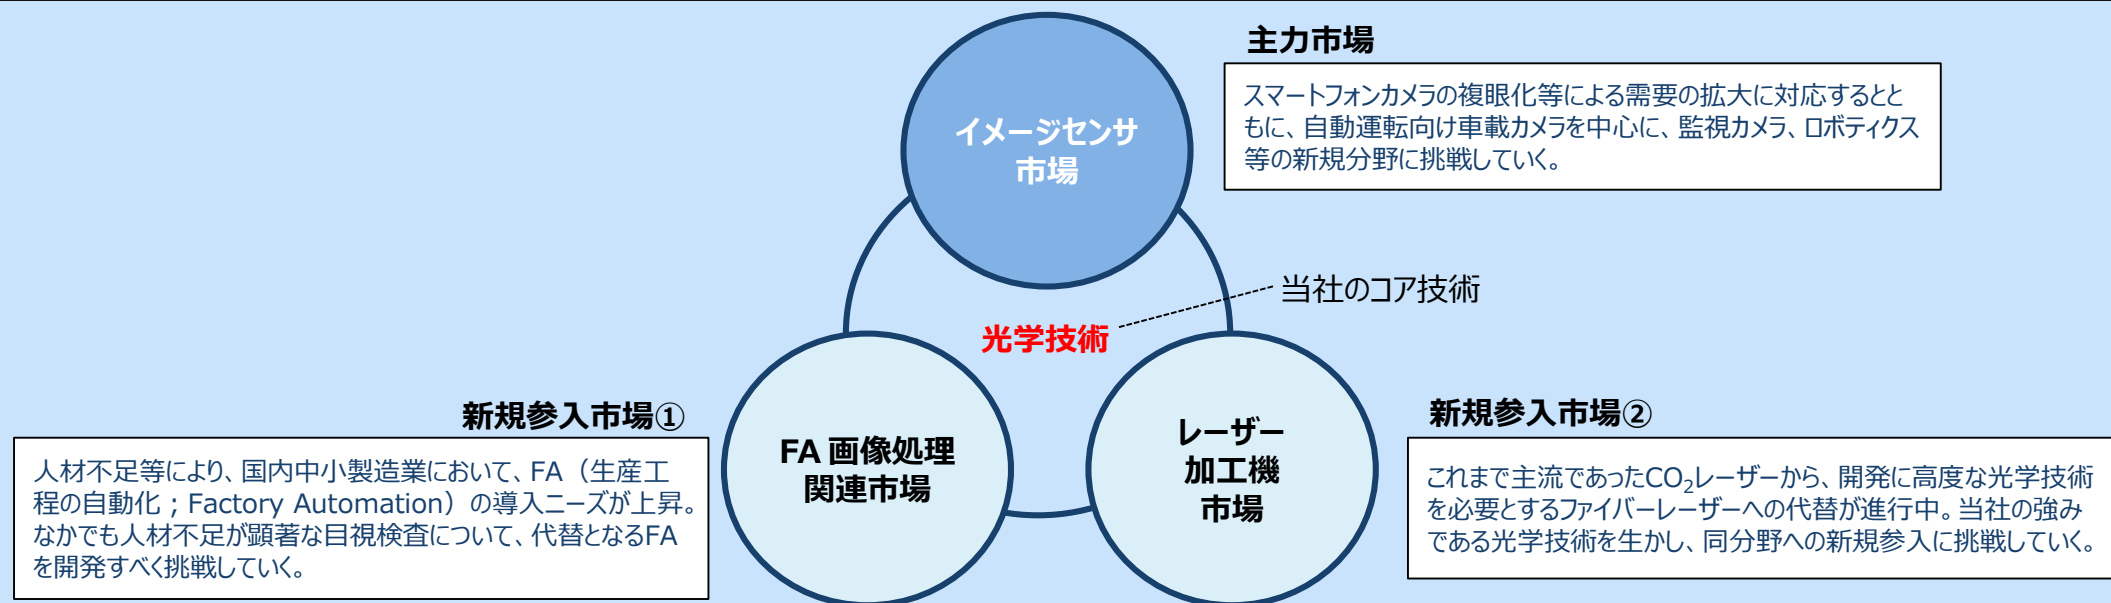 主力市場
スマートフォンカメラの複眼化等による需要の拡大に対応するとと
もに、自動運転向け車載カメラを中心に、監視カメラ、ロボティクス
等の新規分野に挑戦していく。
イメージセンサ
市場
当社のコア技術
光学技術
新規参入市場①
人材不足等により、国内中小製造業において、FA（生産工
程の自動化；Factory Automation）の導入ニーズが上昇。
なかでも人材不足が顕著な目視検査について、代替となるFA
を開発すべく挑戦していく。
FA 画像処理
関連市場
レーザー
加工機
市場
新規参入市場②
これまで主流であったCO₂レーザーから、開発に高度な光学技術
を必要とするファイバーレーザーへの代替が進行中。当社の強み
である光学技術を生かし、同分野への新規参入に挑戦していく。